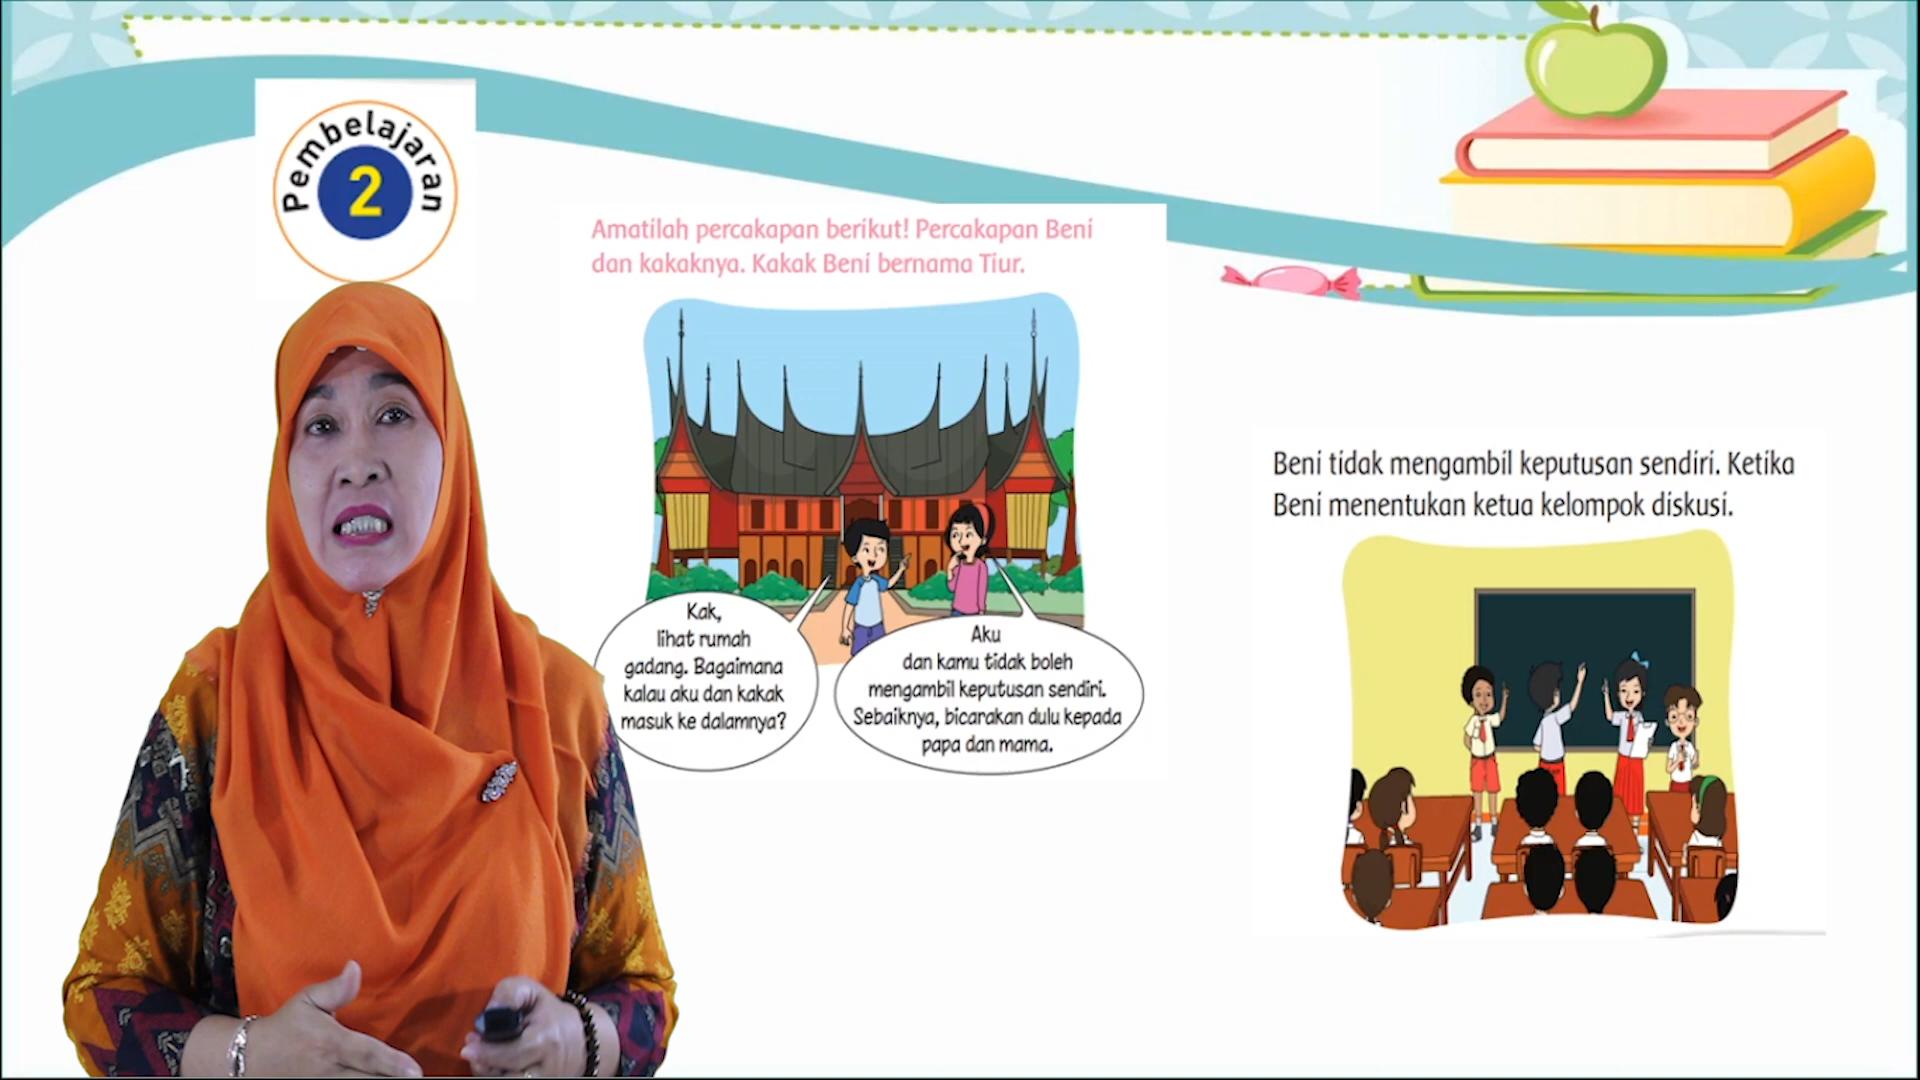 Pembelajaran
2
Amatilah percakapan berikut! Percakapan Beni
dan kakaknya. Kakak Beni bernama Tiur.
Kak,
lihat rumah
gadang. Bagaimana
kalau aku dan kakak
masuk ke dalamnya?
Aku
dan kamu tidak boleh
mengambil keputusan sendiri.
Sebaiknya, bicarakan dulu kepada
papa dan mama.
Beni tidak mengambil keputusan sendiri. Ketika
Beni menentukan ketua kelompok diskusi.